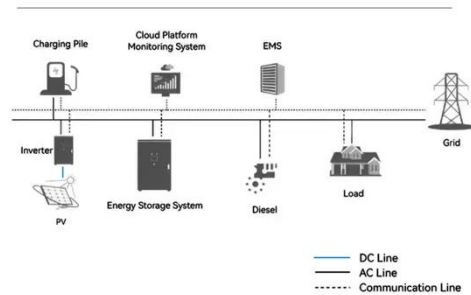 Charging Pile
Cloud Platform
Monitoring System
EMS
Grid
Inverter
PV
Energy Storage System
Diesel
Load
DC Line
AC Line
Communication Line